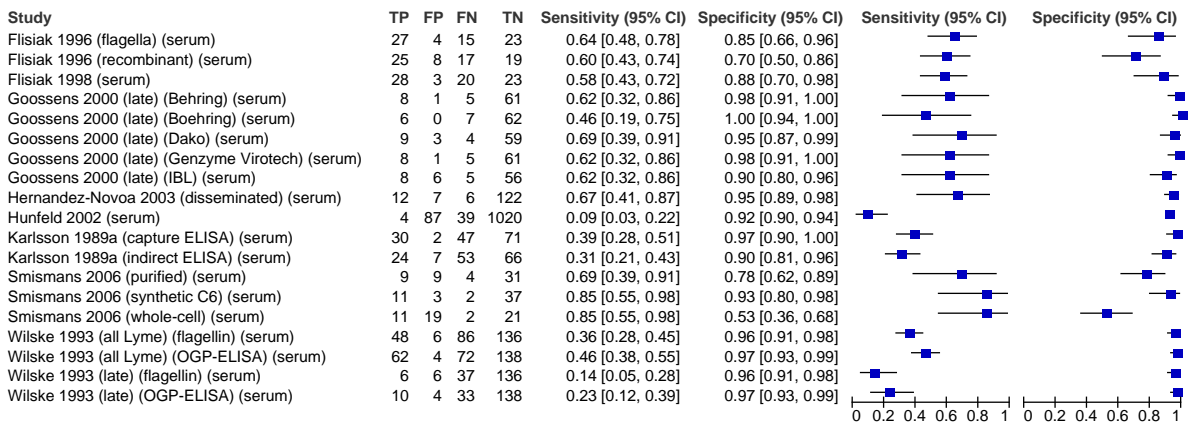 Study TP FP FN TN Sensitivity (95% CI) Specificity (95% CI) Sensitivity (95% CI) Specificity (95% CI)
Flisiak 1996 (flagella) (serum) 27 4 15 23 0.64 [0.48, 0.78] 0.85 [0.66, 0.96]
Flisiak 1996 (recombinant) (serum) 25 8 17 19 0.60 [0.43, 0.74] 0.70 [0.50, 0.86]
Flisiak 1998 (serum) 28 3 20 23 0.58 [0.43, 0.72] 0.88 [0.70, 0.98]
Goossens 2000 (late) (Behring) (serum) 8 1 5 61 0.62 [0.32, 0.86] 0.98 [0.91, 1.00]
Goossens 2000 (late) (Boehring) (serum) 6 0 7 62 0.46 [0.19, 0.75] 1.00 [0.94, 1.00]
Goossens 2000 (late) (Dako) (serum) 9 3 4 59 0.69 [0.39, 0.91] 0.95 [0.87, 0.99]
Goossens 2000 (late) (Genzyme Virotech) (serum) 8 1 5 61 0.62 [0.32, 0.86] 0.98 [0.91, 1.00]
Goossens 2000 (late) (IBL) (serum) 8 6 5 56 0.62 [0.32, 0.86] 0.90 [0.80, 0.96]
Hernandez-Novoa 2003 (disseminated) (serum) 12 7 6 122 0.67 [0.41, 0.87] 0.95 [0.89, 0.98]
Hunfeld 2002 (serum) 4 87 39 1020 0.09 [0.03, 0.22] 0.92 [0.90, 0.94]
Karlsson 1989a (capture ELISA) (serum) 30 2 47 71 0.39 [0.28, 0.51] 0.97 [0.90, 1.00]
Karlsson 1989a (indirect ELISA) (serum) 24 7 53 66 0.31 [0.21, 0.43] 0.90 [0.81, 0.96]
Smismans 2006 (purified) (serum) 9 9 4 31 0.69 [0.39, 0.91] 0.78 [0.62, 0.89]
Smismans 2006 (synthetic C6) (serum) 11 3 2 37 0.85 [0.55, 0.98] 0.93 [0.80, 0.98]
Smismans 2006 (whole-cell) (serum) 11 19 2 21 0.85 [0.55, 0.98] 0.53 [0.36, 0.68]
Wilske 1993 (all Lyme) (flagellin) (serum) 48 6 86 136 0.36 [0.28, 0.45] 0.96 [0.91, 0.98]
Wilske 1993 (all Lyme) (OGP-ELISA) (serum) 62 4 72 138 0.46 [0.38, 0.55] 0.97 [0.93, 0.99]
Wilske 1993 (late) (flagellin) (serum) 6 6 37 136 0.14 [0.05, 0.28] 0.96 [0.91, 0.98]
Wilske 1993 (late) (OGP-ELISA) (serum) 10 4 33 138 0.23 [0.12, 0.39] 0.97 [0.93, 0.99]
0 0.2 0.4 0.6 0.8 1 0 0.2 0.4 0.6 0.8 1